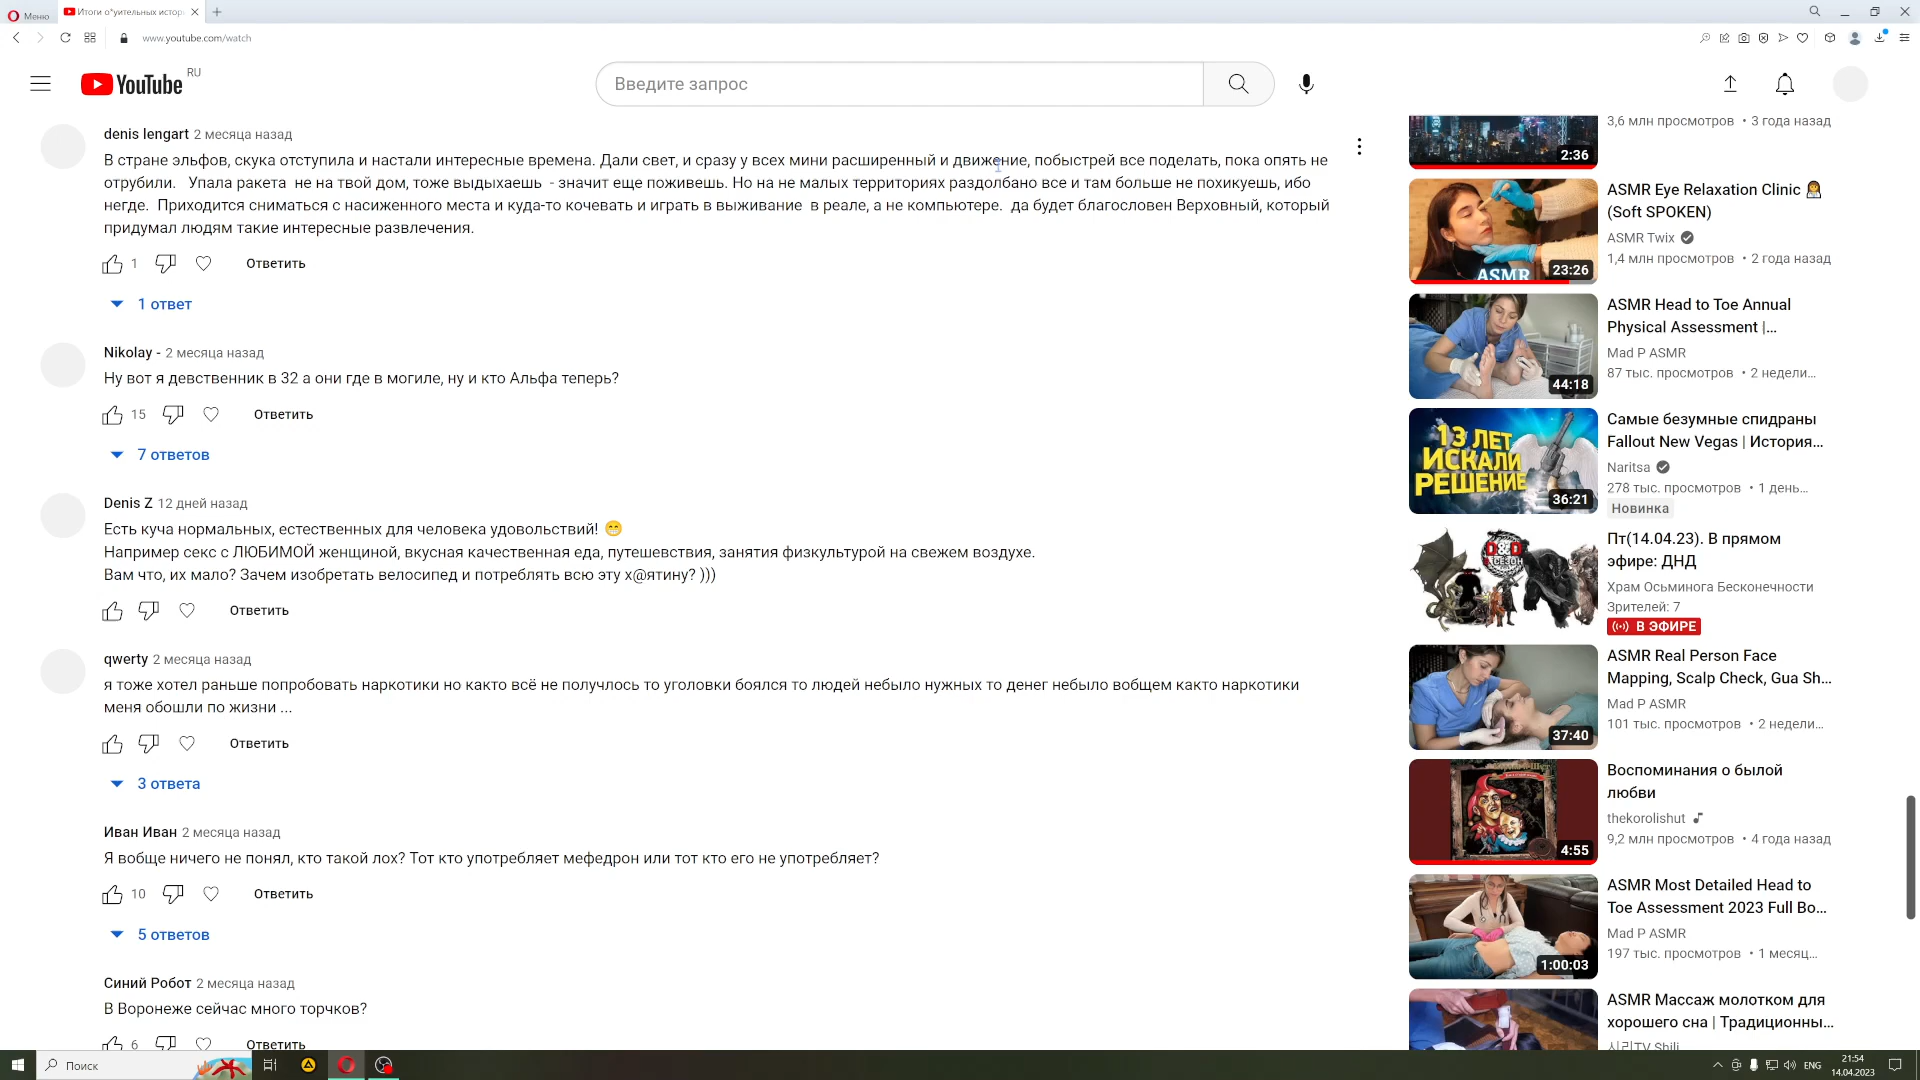 Меню
Итоги о*уительных истор
www.youtube.com/watch
YouTube RU
Введите запрос
denis lengart 2 месяца назад
В стране эльфов, скука отступила и настали интересные времена. Дали свет, и сразу у всех мини расширенный и движение, побыстрей все поделать, пока опять не
отрубили. Упала ракета не на твой дом, тоже выдыхаешь - значит еще поживешь. Но на не малых территориях раздолбано все и там больше не похикуешь, ибо
негде. Приходится сниматься с насиженного места и куда-то кочевать и играть в выживание в реале, а не компьютере. да будет благословен Верховный, который
придумал людям такие интересные развлечения.
1 Ответить
1 ответ
Nikolay - 2 месяца назад
Ну вот я девственник в 32 а они где в могиле, ну и кто Альфа теперь?
15 Ответить
7 ответов
Denis Z 12 дней назад
Есть куча нормальных, естественных для человека удовольствий! 😁
Например секс с ЛЮБИМОЙ женщиной, вкусная качественная еда, путешевствия, занятия физкультурой на свежем воздухе.
Вам что, их мало? Зачем изобретать велосипед и потреблять всю эту х@ятину? )))
Ответить
qwerty 2 месяца назад
я тоже хотел раньше попробовать наркотики но както всё не получлось то уголовки боялся то людей небыло нужных то денег небыло вобщем както наркотики
меня обошли по жизни ...
Ответить
3 ответа
Иван Иван 2 месяца назад
Я вобще ничего не понял, кто такой лох? Тот кто употребляет мефедрон или тот кто его не употребляет?
10 Ответить
5 ответов
Синий Робот 2 месяца назад
В Воронеже сейчас много торчков?
6 Ответить
2:36
3,6 млн просмотров • 3 года назад
ASMR
23:26
ASMR Eye Relaxation Clinic 👩‍⚕️
(Soft SPOKEN)
ASMR Twix
1,4 млн просмотров • 2 года назад
44:18
ASMR Head to Toe Annual
Physical Assessment |...
Mad P ASMR
87 тыс. просмотров • 2 недели...
13 ЛЕТ
ИСКАЛИ
РЕШЕНИЕ
36:21
Самые безумные спидраны
Fallout New Vegas | История...
Naritsa
278 тыс. просмотров • 1 день...
Новинка
D&D
СЕЗОН
Пт(14.04.23). В прямом
эфире: ДНД
Храм Осьминога Бесконечности
Зрителей: 7
В ЭФИРЕ
37:40
ASMR Real Person Face
Mapping, Scalp Check, Gua Sh...
Mad P ASMR
101 тыс. просмотров • 2 недели...
4:55
Воспоминания о былой
любви
thekorolishut
9,2 млн просмотров • 4 года назад
1:00:03
ASMR Most Detailed Head to
Toe Assessment 2023 Full Bo...
Mad P ASMR
197 тыс. просмотров • 1 месяц...
ASMR Массаж молотком для
хорошего сна | Традиционны...
Поиск
ENG
21:54
14.04.2023